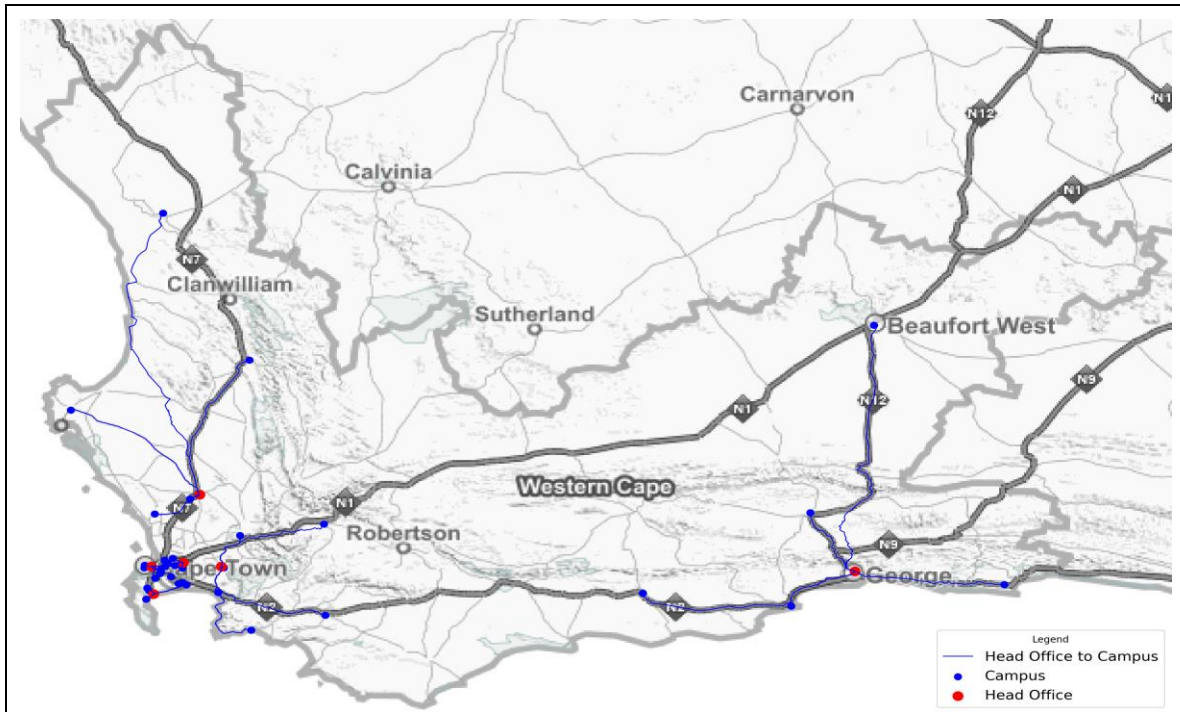 N12
N1
Carnarvon
Calvinia
N1
N7
Clanwilliam
Sutherland
Beaufort West
N9
N12
N1
Western Cape
N1
N7
Robertson
N9
Cape Town
George
N2
N2
Legend
Head Office to Campus
Campus
Head Office